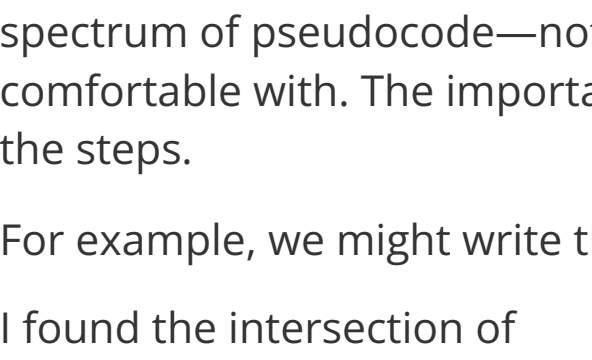 spectrum of pseudocode—no
comfortable with. The importa
the steps.
For example, we might write t
I found the intersection of